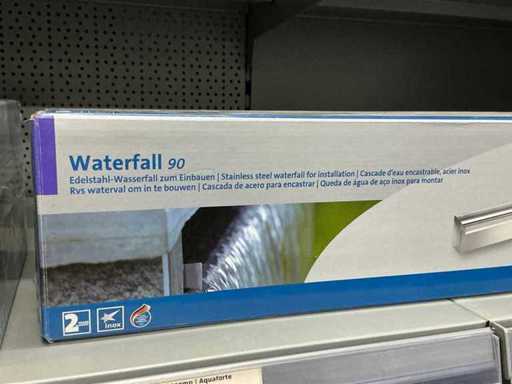 Waterfall 90
Edelstahl-Wasserfall zum Einbauen | Stainless steel waterfall for installation | Cascade d'eau encastrable, acier inox
Rvs waterval om in te bouwen | Cascada de acero para encastrar | Queda de água de aço inox para montar
2
inox
| Aquaforte